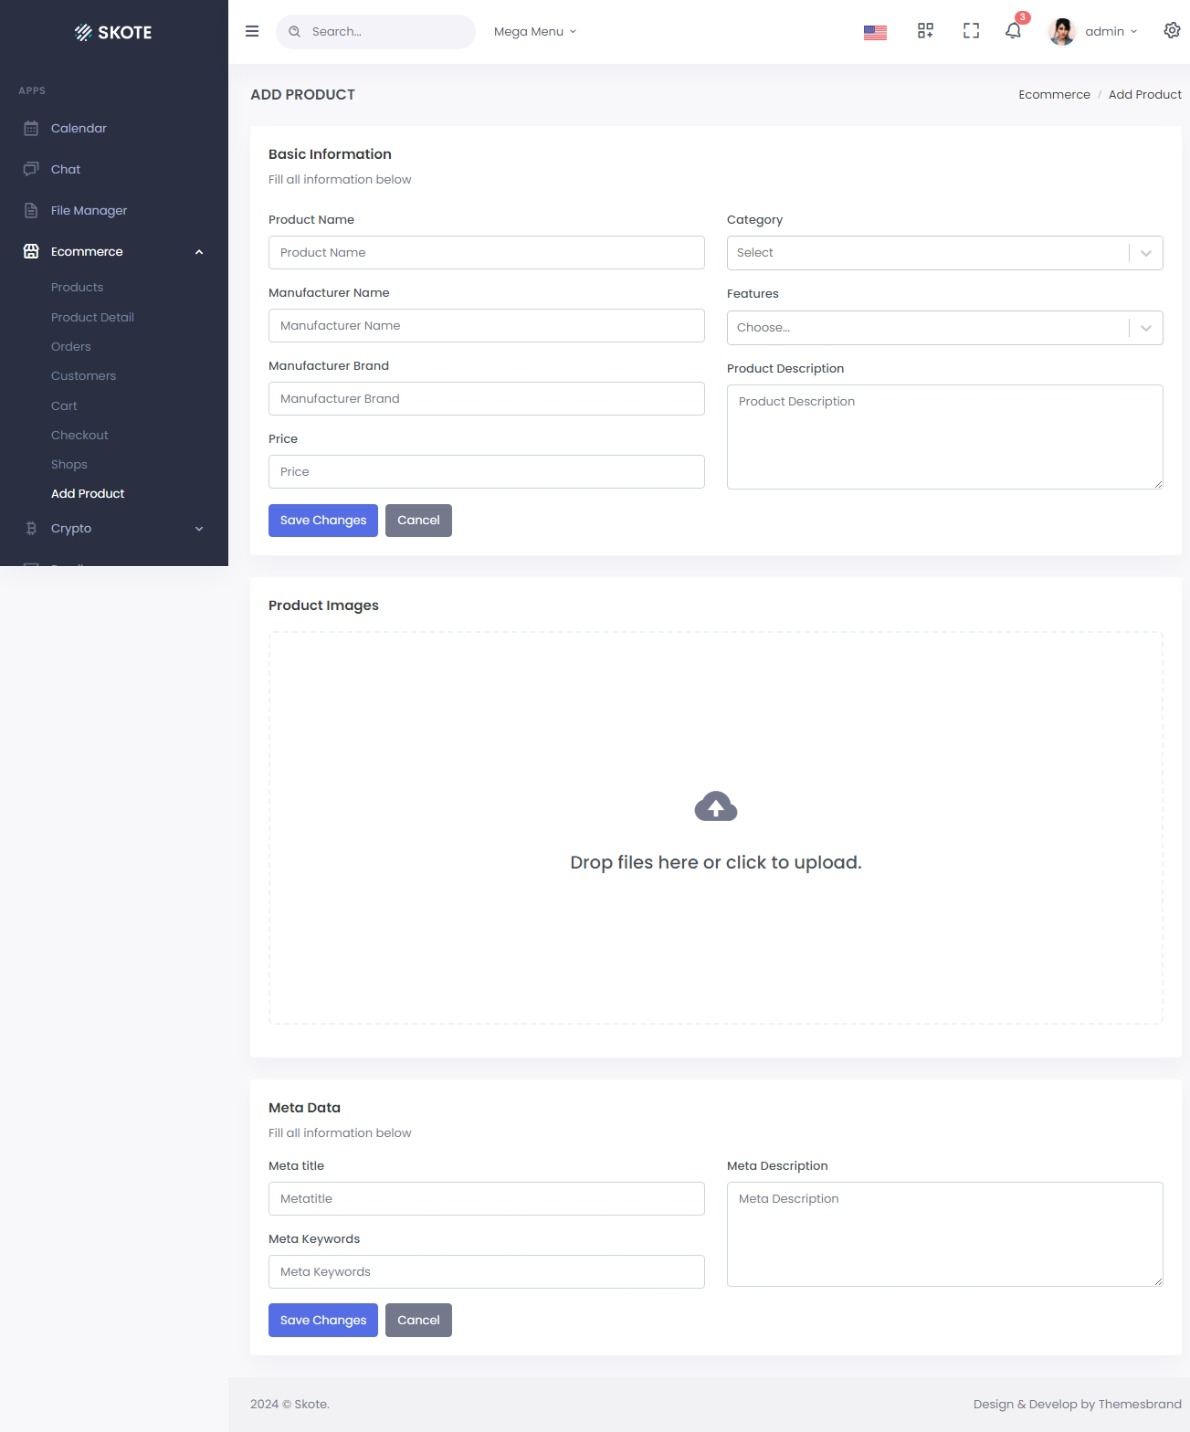 SKOTE
Search...
Mega Menu
3
admin
APPS
Calendar
Chat
File Manager
Ecommerce
Products
Product Detail
Orders
Customers
Cart
Checkout
Shops
Add Product
Crypto
ADD PRODUCT
Ecommerce / Add Product
Basic Information
Fill all information below
Product Name
Product Name
Manufacturer Name
Manufacturer Name
Manufacturer Brand
Manufacturer Brand
Price
Price
Category
Select
Features
Choose...
Product Description
Product Description
Save Changes
Cancel
Product Images
Drop files here or click to upload.
Meta Data
Fill all information below
Meta title
Metatitle
Meta Keywords
Meta Keywords
Meta Description
Meta Description
Save Changes
Cancel
2024 © Skote.
Design & Develop by Themesbrand